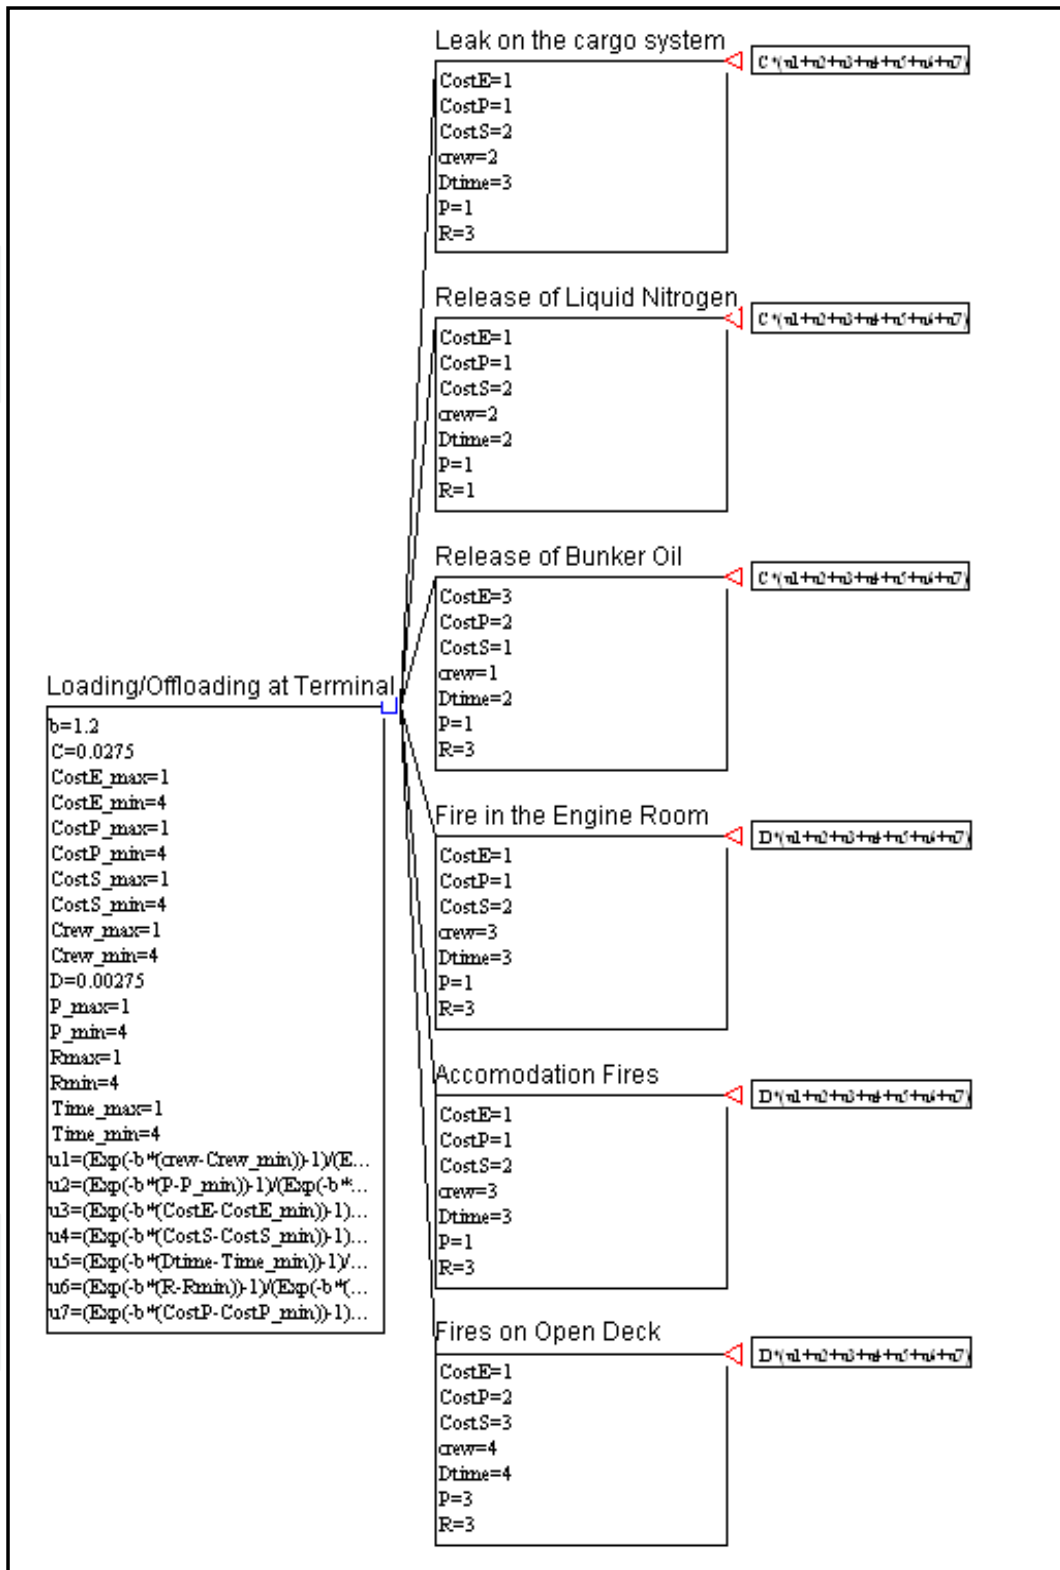 Leak on the cargo system
C*(u1+u2+u3+u4+u5+u6+u7)
CostE=1
CostP=1
CostS=2
crew=2
Dtime=3
P=1
R=3
Release of Liquid Nitrogen
C*(u1+u2+u3+u4+u5+u6+u7)
CostE=1
CostP=1
CostS=2
crew=2
Dtime=2
P=1
R=1
Release of Bunker Oil
C*(u1+u2+u3+u4+u5+u6+u7)
CostE=3
CostP=2
CostS=1
crew=1
Dtime=2
P=1
R=3
Loading/Offloading at Terminal
b=1.2
C=0.0275
CostE_max=1
CostE_min=4
CostP_max=1
CostP_min=4
CostS_max=1
CostS_min=4
Crew_max=1
Crew_min=4
D=0.00275
P_max=1
P_min=4
Rmax=1
Rmin=4
Time_max=1
Time_min=4
u1=(Exp(-b*(crew-Crew_min))-1)/(E...
u2=(Exp(-b*(P-P_min))-1)/(Exp(-b*...
u3=(Exp(-b*(CostE-CostE_min))-1)...
u4=(Exp(-b*(CostS-CostS_min))-1)...
u5=(Exp(-b*(Dtime-Time_min))-1)/...
u6=(Exp(-b*(R-Rmin))-1)/(Exp(-b*(...
u7=(Exp(-b*(CostP-CostP_min))-1)...
Fire in the Engine Room
D*(u1+u2+u3+u4+u5+u6+u7)
CostE=1
CostP=1
CostS=2
crew=3
Dtime=3
P=1
R=3
Accomodation Fires
D*(u1+u2+u3+u4+u5+u6+u7)
CostE=1
CostP=1
CostS=2
crew=3
Dtime=3
P=1
R=3
Fires on Open Deck
D*(u1+u2+u3+u4+u5+u6+u7)
CostE=1
CostP=2
CostS=3
crew=4
Dtime=4
P=3
R=3